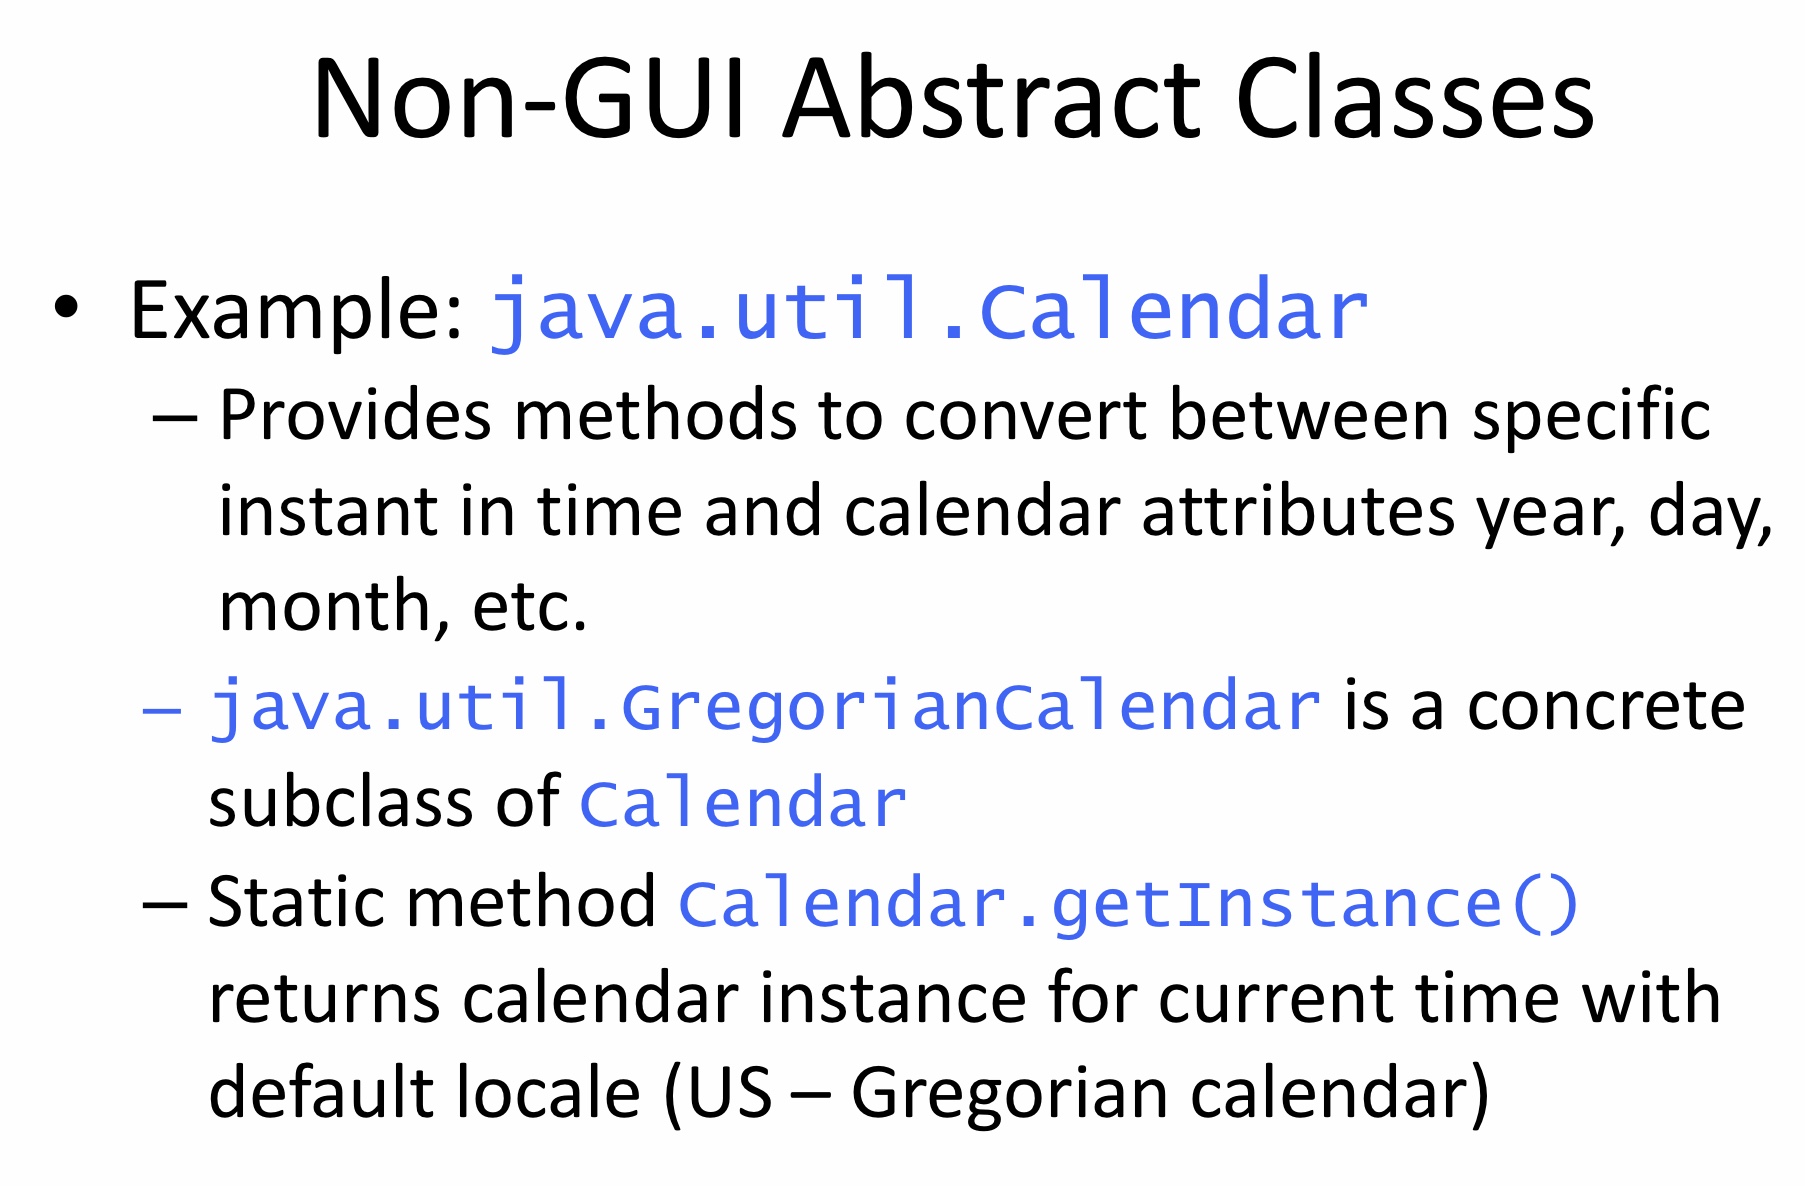 Non-GUI Abstract Classes
• Example: java.util.Calendar
– Provides methods to convert between specific
instant in time and calendar attributes year, day,
month, etc.
– java.util.GregorianCalendar is a concrete
subclass of Calendar
– Static method Calendar.getInstance()
returns calendar instance for current time with
default locale (US – Gregorian calendar)